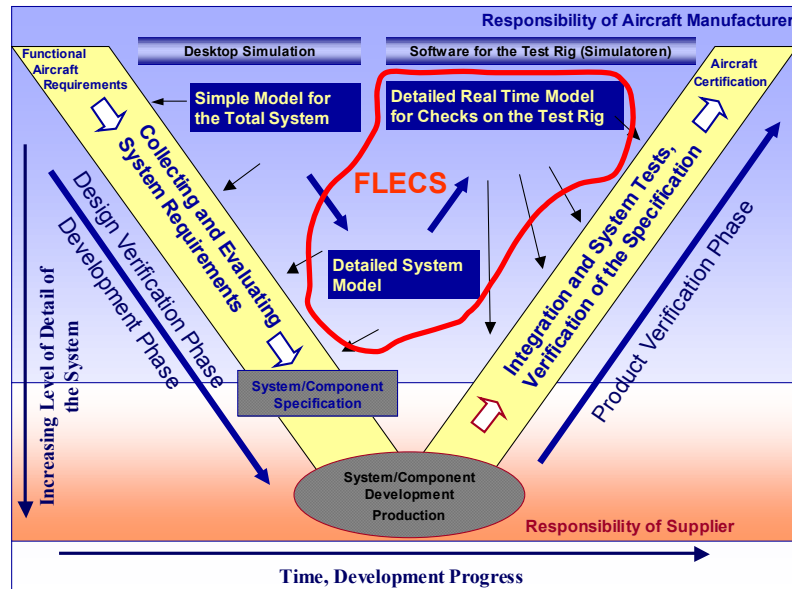 Responsibility of Aircraft Manufacturer
Functional
Aircraft
Requirements
Desktop Simulation
Software for the Test Rig (Simulatoren)
Aircraft
Certification
Simple Model for
the Total System
Detailed Real Time Model
for Checks on the Test Rig
FLECS
Detailed System
Model
Collecting and Evaluating
System Requirements
Integration and System Tests,
Verification of the Specification
Design Verification Phase
Development Phase
Product Verification Phase
Increasing Level of Detail of
the System
System/Component
Specification
System/Component
Development
Production
Responsibility of Supplier
Time, Development Progress